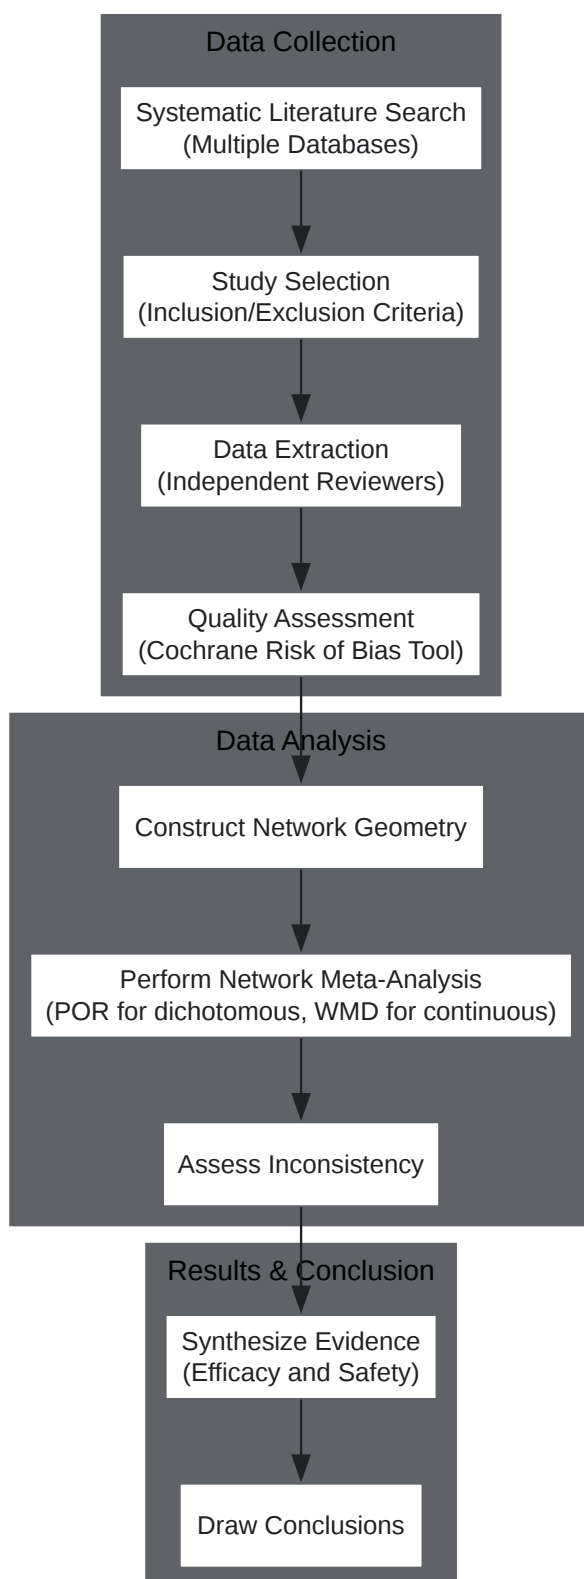 Data Collection
Systematic Literature Search
(Multiple Databases)
Study Selection
(Inclusion/Exclusion Criteria)
Data Extraction
(Independent Reviewers)
Quality Assessment
(Cochrane Risk of Bias Tool)
Data Analysis
Construct Network Geometry
Perform Network Meta-Analysis
(POR for dichotomous, WMD for continuous)
Assess Inconsistency
Results & Conclusion
Synthesize Evidence
(Efficacy and Safety)
Draw Conclusions